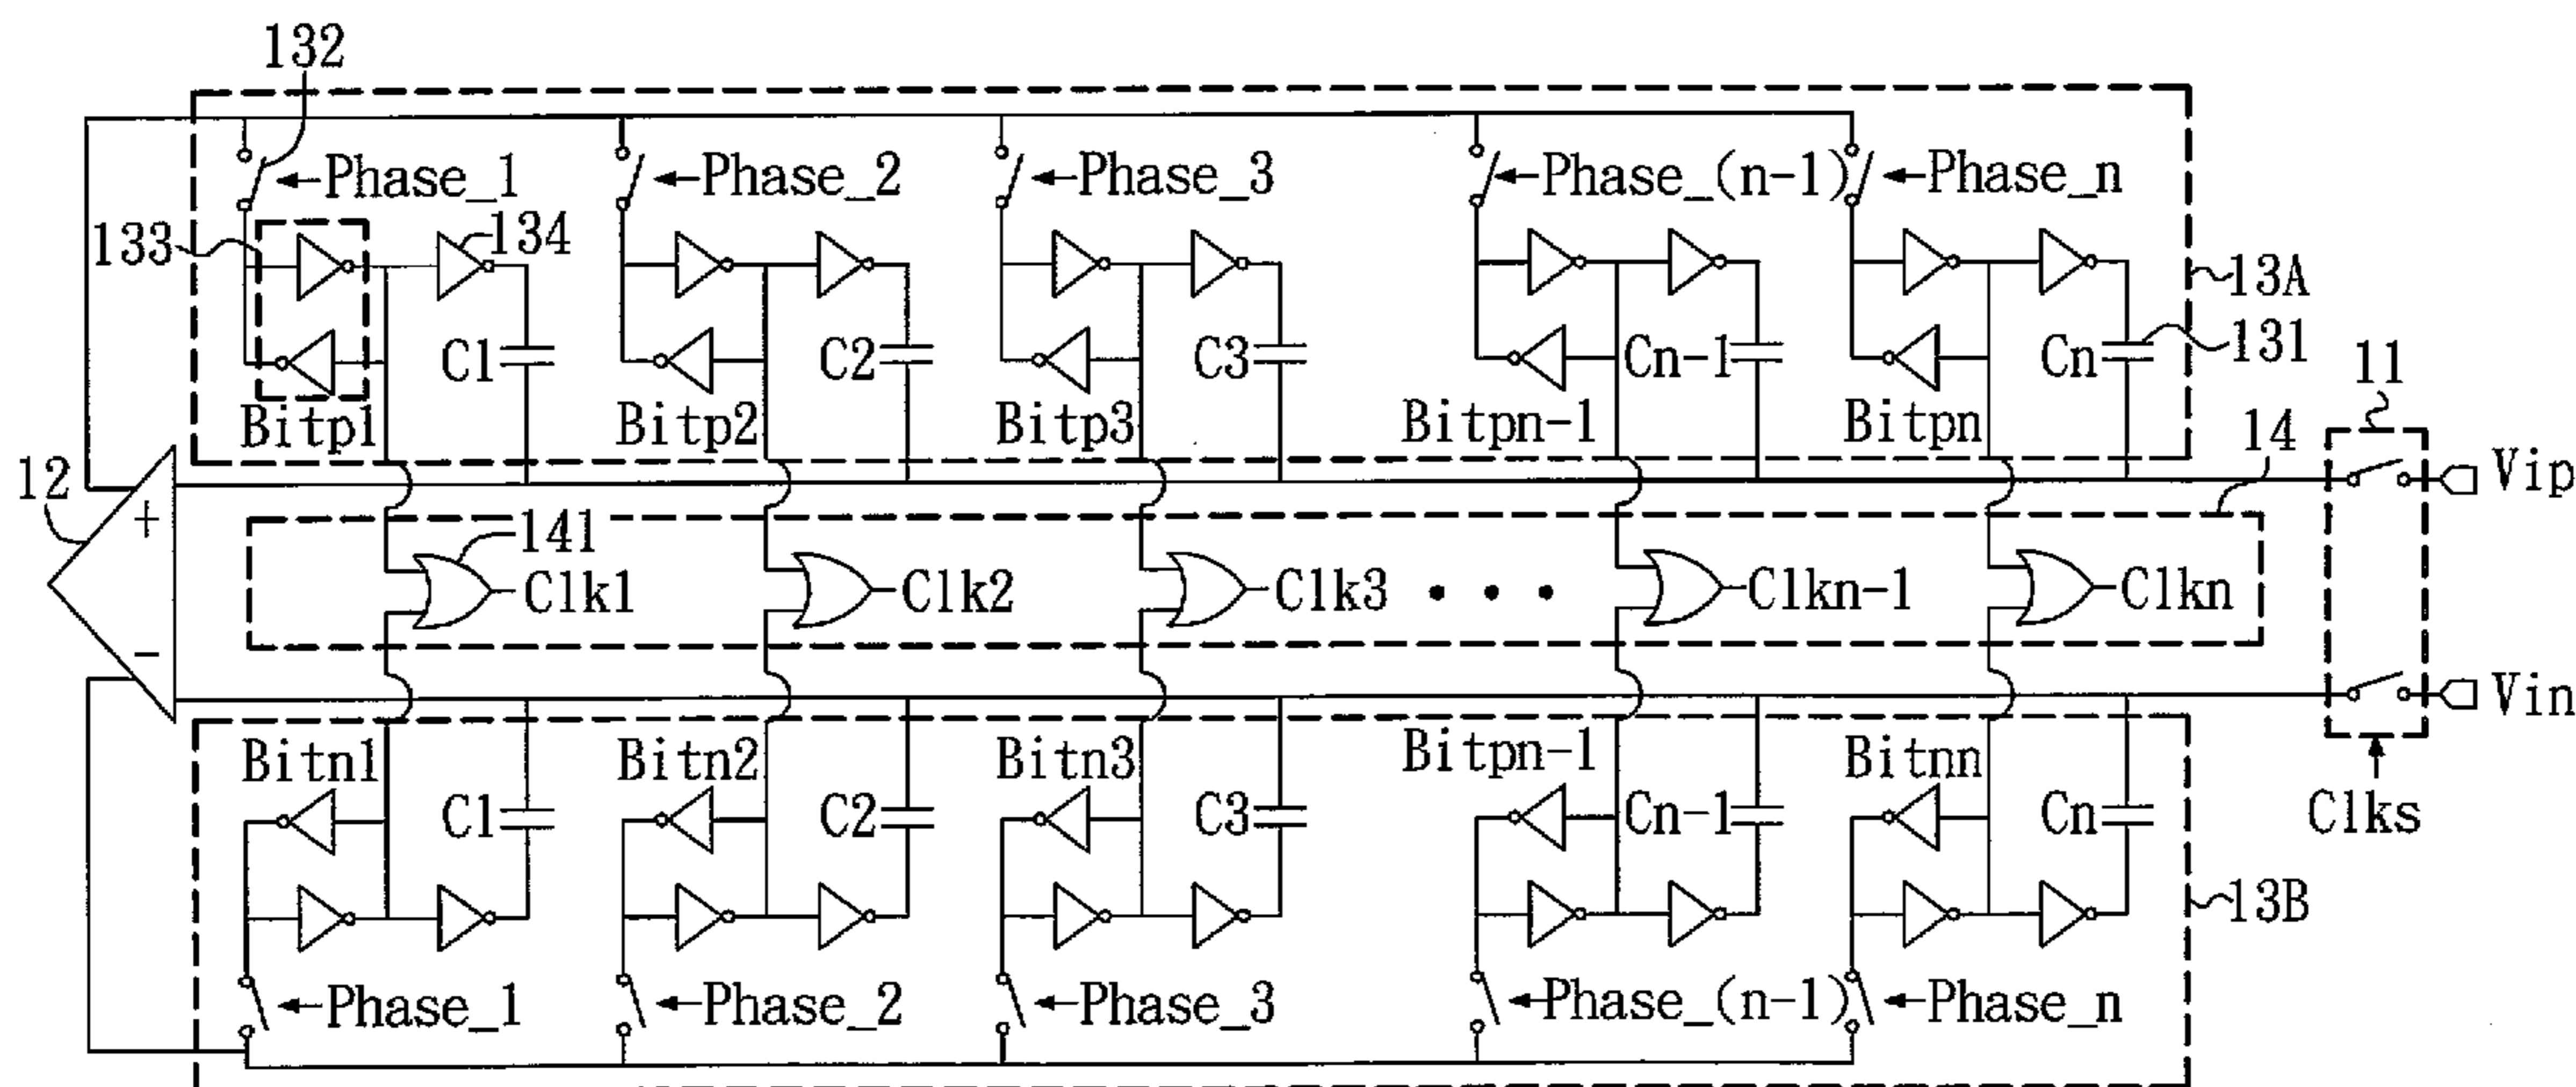 132
Phase_1
Phase_2
Phase_3
Phase_(n-1)
Phase_n
133
134
13A
C1
C2
C3
Cn-1
Cn
131
11
Bitp1
Bitp2
Bitp3
Bitpn-1
Bitpn
14
12
Vip
+
141
Clk1
Clk2
Clk3
• • •
Clkn-1
Clkn
−
Vin
Bitn1
Bitn2
Bitn3
Bitpn-1
Bitnn
C1
C2
C3
Cn-1
Cn
Clks
13B
Phase_1
Phase_2
Phase_3
Phase_(n-1)
Phase_n